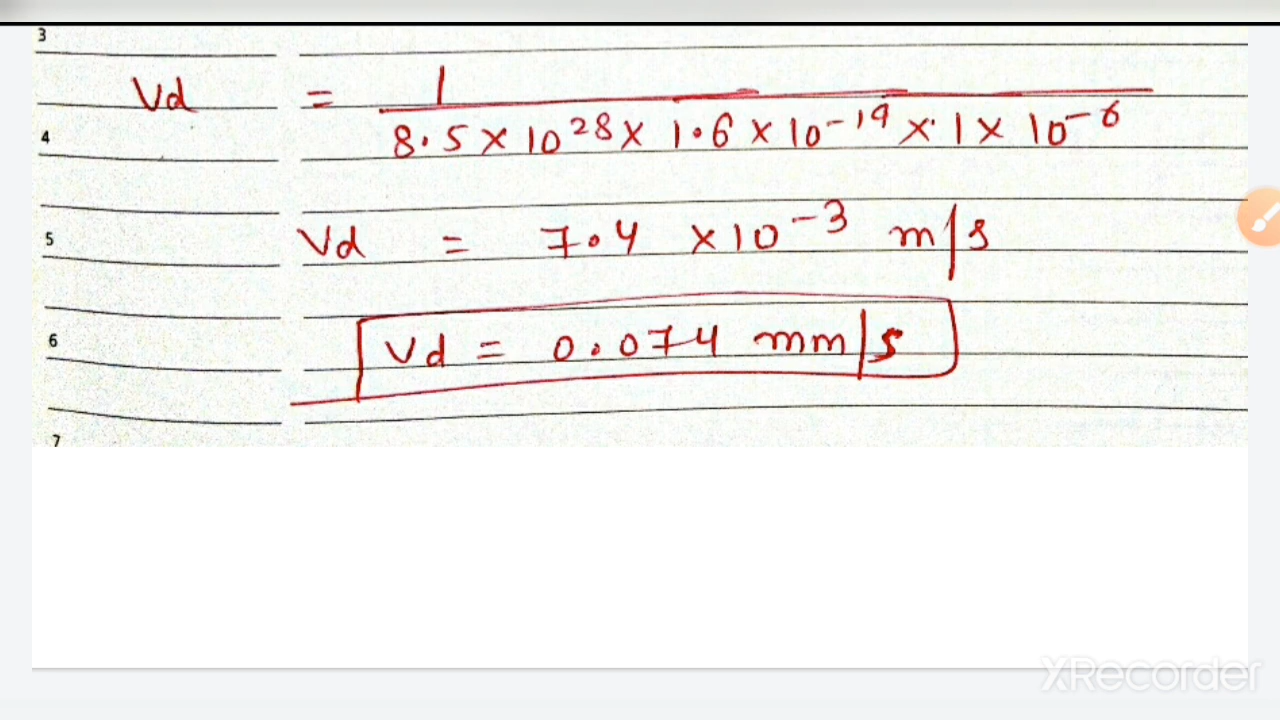 3
Vd = 1 / 8.5 × 10^28 × 1.6 × 10^-19 × 1 × 10^-6
4
5
Vd = 7.4 × 10^-3 m/s
6
Vd = 0.074 mm/s
7
XRecorder